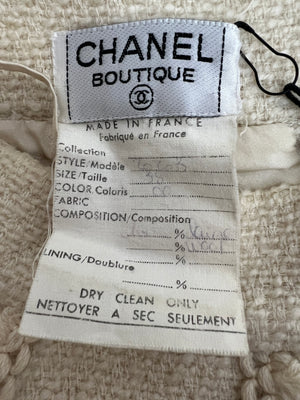 CHANEL
BOUTIQUE
MADE IN FRANCE
Fabriqué en France
Collection
STYLE/Modèle
SIZE/Taille
COLOR Coloris
FABRIC
COMPOSITION/Composition
%
%
LINING/Doublure %
DRY CLEAN ONLY
NETTOYER A SEC SEULEMENT